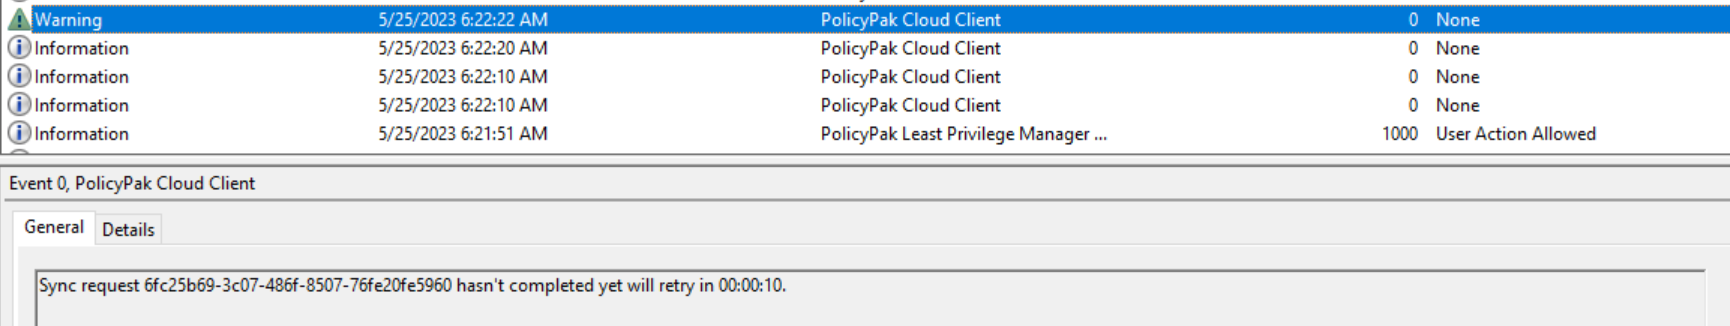 Warning 5/25/2023 6:22:22 AM PolicyPak Cloud Client 0 None
Information 5/25/2023 6:22:20 AM PolicyPak Cloud Client 0 None
Information 5/25/2023 6:22:10 AM PolicyPak Cloud Client 0 None
Information 5/25/2023 6:22:10 AM PolicyPak Cloud Client 0 None
Information 5/25/2023 6:21:51 AM PolicyPak Least Privilege Manager ... 1000 User Action Allowed
Event 0, PolicyPak Cloud Client
General Details
Sync request 6fc25b69-3c07-486f-8507-76fe20fe5960 hasn't completed yet will retry in 00:00:10.